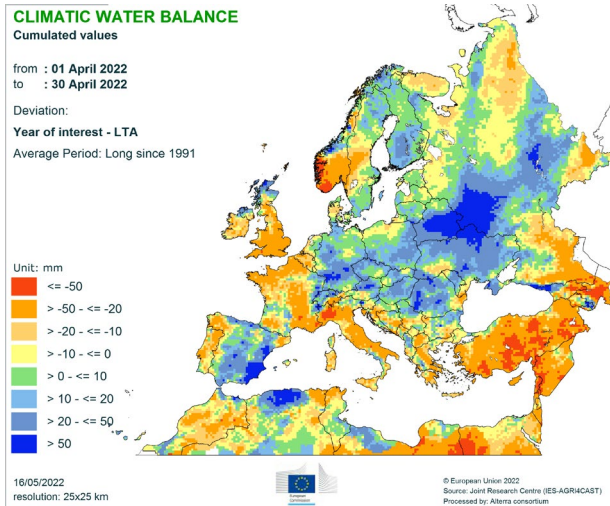 CLIMATIC WATER BALANCE
Cumulated values
from : 01 April 2022
to : 30 April 2022
Deviation:
Year of interest - LTA
Average Period: Long since 1991
Unit: mm
<= -50
> -50 - <= -20
> -20 - <= -10
> -10 - <= 0
> 0 - <= 10
> 10 - <= 20
> 20 - <= 50
> 50
16/05/2022
resolution: 25x25 km
European
Commission
© European Union 2022
Source: Joint Research Centre (IES-AGRI4CAST)
Processed by: Alterra consortium